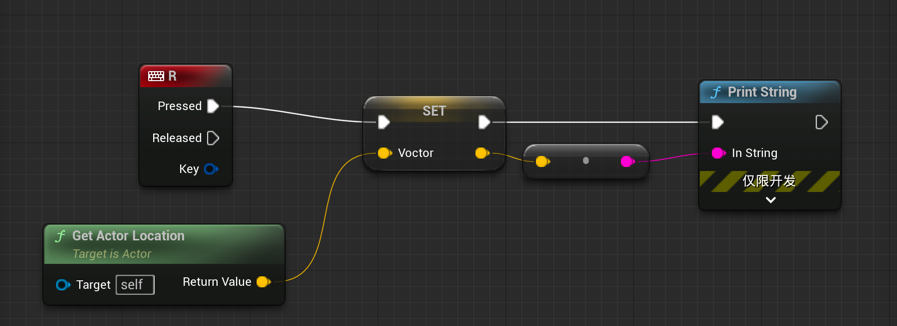 R
Pressed
Released
Key
SET
Voctor
Print String
In String
仅限开发
f Get Actor Location
Target is Actor
Target self
Return Value